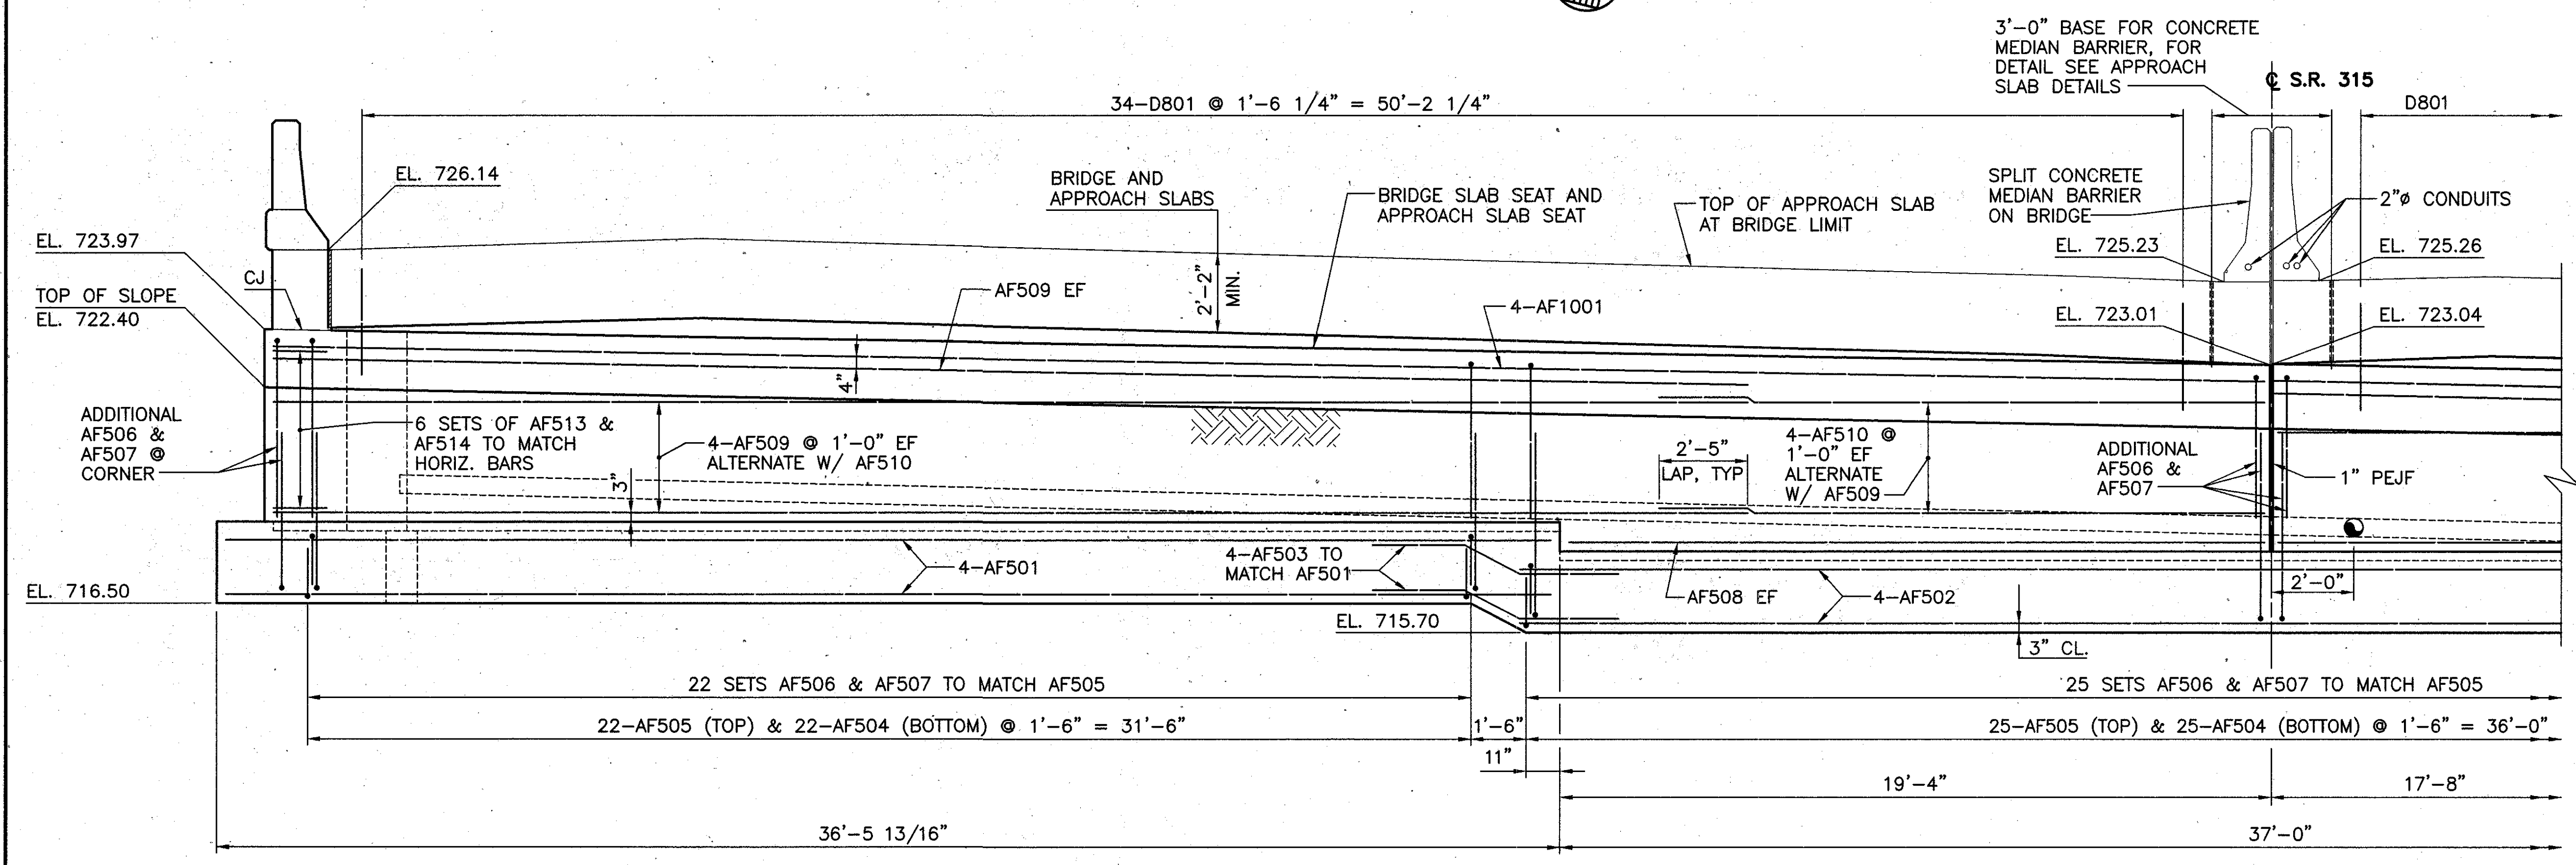 3'-0" BASE FOR CONCRETE
MEDIAN BARRIER, FOR
DETAIL SEE APPROACH
SLAB DETAILS
℄ S.R. 315
34-D801 @ 1'-6 1/4" = 50'-2 1/4"
D801
EL. 726.14
BRIDGE AND
APPROACH SLABS
BRIDGE SLAB SEAT AND
APPROACH SLAB SEAT
TOP OF APPROACH SLAB
AT BRIDGE LIMIT
SPLIT CONCRETE
MEDIAN BARRIER
ON BRIDGE
2"ø CONDUITS
EL. 723.97
EL. 725.23
EL. 725.26
CJ
TOP OF SLOPE
EL. 722.40
AF509 EF
2'-2"
MIN.
4-AF1001
EL. 723.01
EL. 723.04
4"
ADDITIONAL
AF506 &
AF507 @
CORNER
6 SETS OF AF513 &
AF514 TO MATCH
HORIZ. BARS
4-AF509 @ 1'-0" EF
ALTERNATE W/ AF510
3"
2'-5"
LAP, TYP
4-AF510 @
1'-0" EF
ALTERNATE
W/ AF509
ADDITIONAL
AF506 &
AF507
1" PEJF
4-AF501
4-AF503 TO
MATCH AF501
AF508 EF
4-AF502
2'-0"
EL. 716.50
EL. 715.70
3" CL.
22 SETS AF506 & AF507 TO MATCH AF505
25 SETS AF506 & AF507 TO MATCH AF505
22-AF505 (TOP) & 22-AF504 (BOTTOM) @ 1'-6" = 31'-6"
1'-6"
25-AF505 (TOP) & 25-AF504 (BOTTOM) @ 1'-6" = 36'-0"
11"
19'-4"
17'-8"
36'-5 13/16"
37'-0"